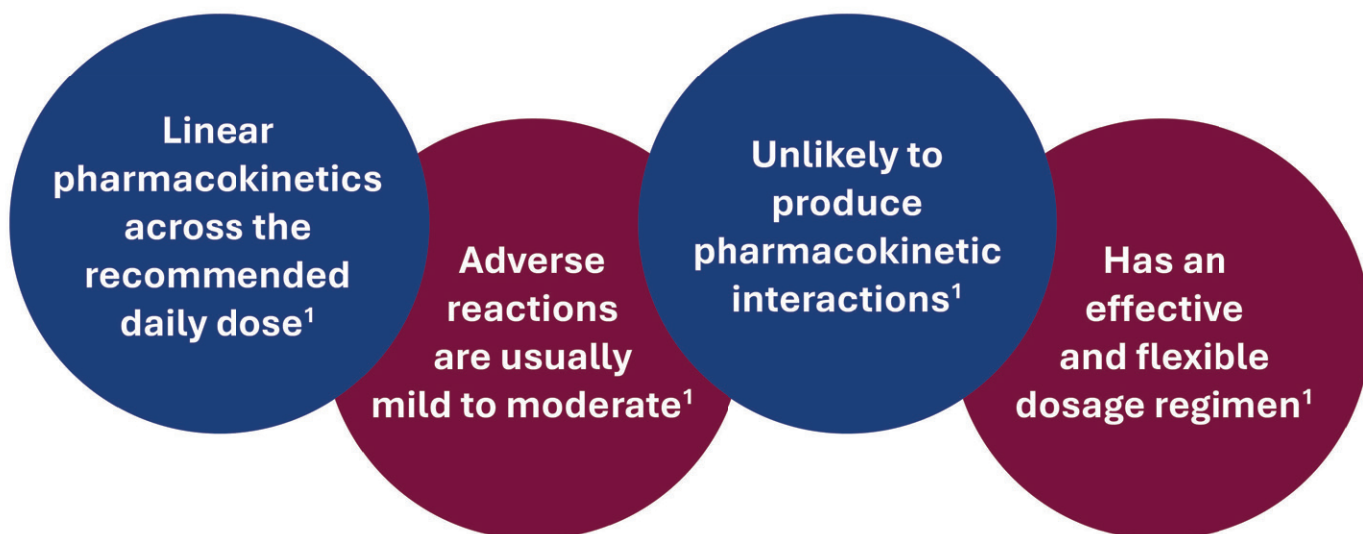 Linear
pharmacokinetics
across the
recommended
daily dose¹
Adverse
reactions
are usually
mild to moderate¹
Unlikely to
produce
pharmacokinetic
interactions¹
Has an
effective
and flexible
dosage regimen¹